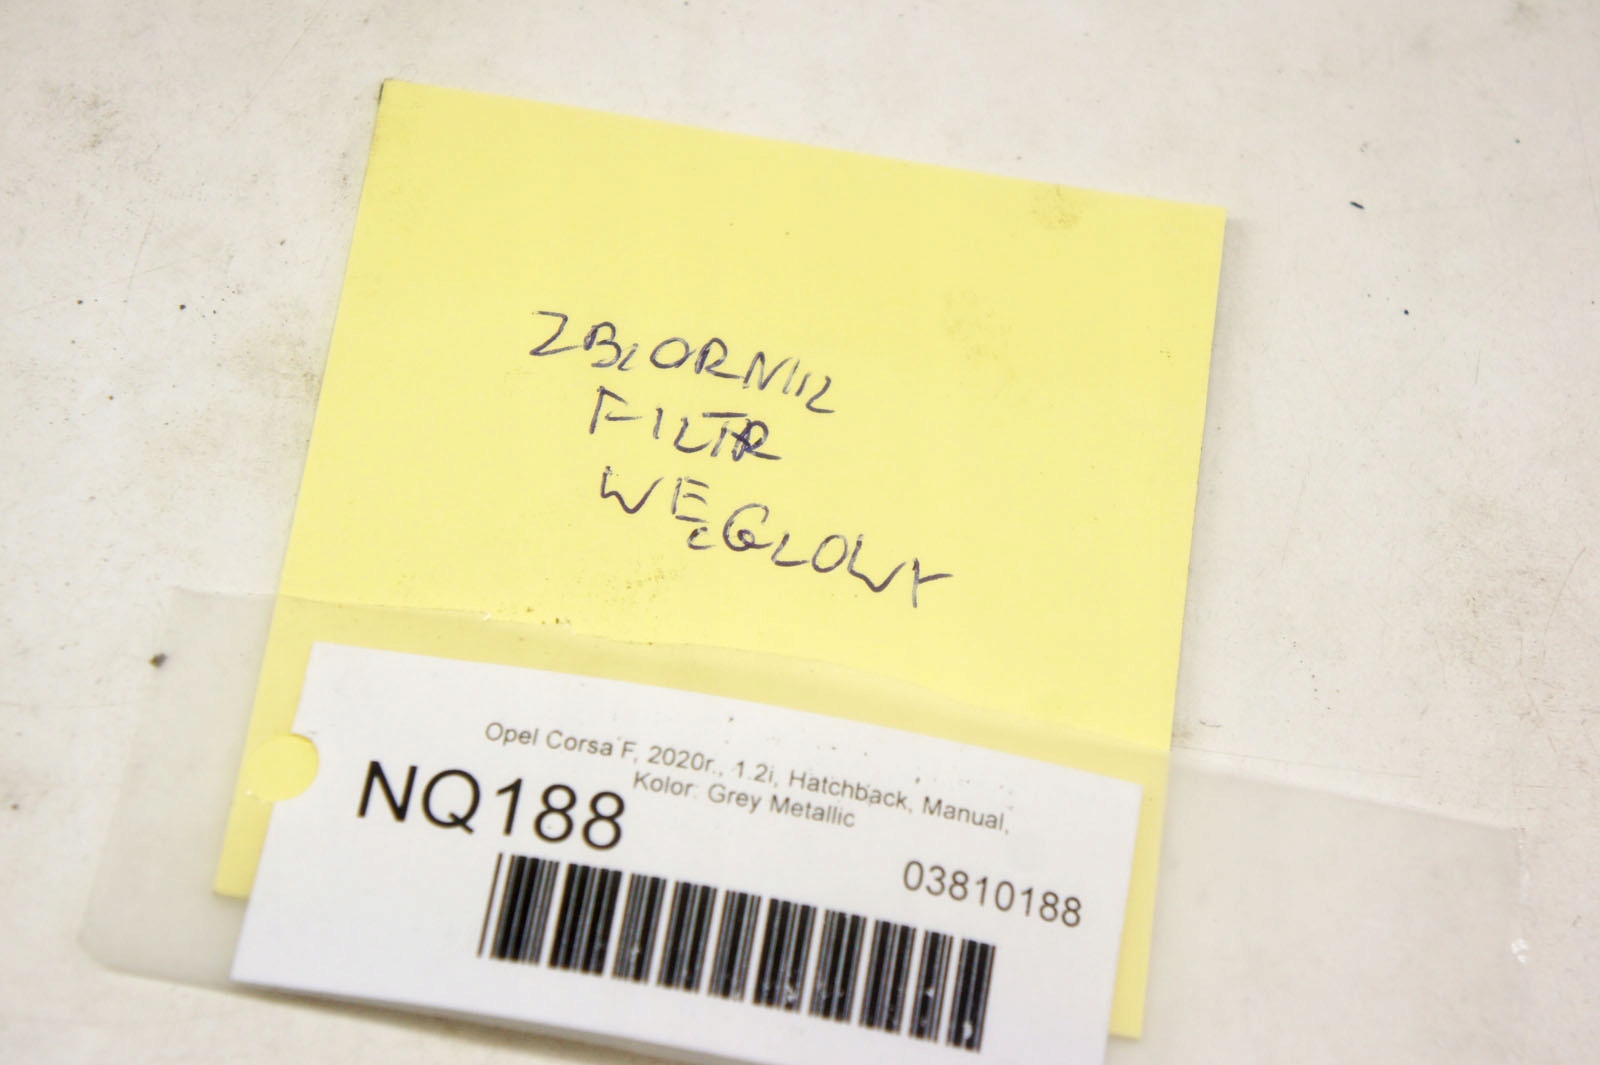 ZBIORNIK
FILTR
WĘGLOWY
Opel Corsa F, 2020r., 1.2i, Hatchback, Manual,
Kolor: Grey Metallic
NQ188
03810188